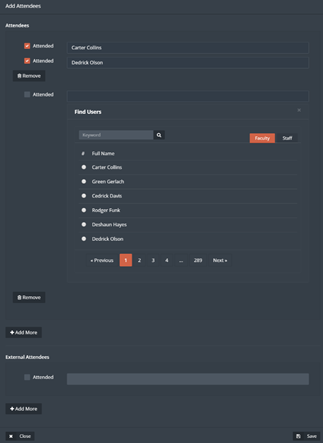 Add Attendees
Attendees
Attended Carter Collins
Attended Dedrick Olson
Remove
Attended
Find Users ×
Keyword Faculty Staff
# Full Name
Carter Collins
Green Gerlach
Cedrick Davis
Rodger Funk
Deshaun Hayes
Dedrick Olson
« Previous 1 2 3 4 ... 289 Next »
Remove
+ Add More
External Attendees
Attended
+ Add More
× Close Save